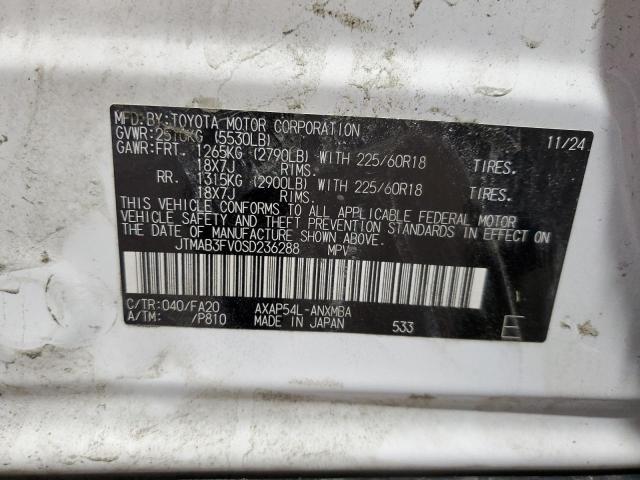 MFD.BY:TOYOTA MOTOR CORPORATION 11/24
GVWR:2510KG (5530LB)
GAWR:FRT. 1265KG (2790LB) WITH 225/60R18 TIRES.
18X7J RIMS.
RR. 1315KG (2900LB) WITH 225/60R18 TIRES.
18X7J RIMS.
THIS VEHICLE CONFORMS TO ALL APPLICABLE FEDERAL MOTOR
VEHICLE SAFETY AND THEFT PREVENTION STANDARDS IN EFFECT ON
THE DATE OF MANUFACTURE SHOWN ABOVE.
JTMAB3FV0SD236288 MPV
C/TR:040/FA20 AXAP54L-ANXMBA
A/TM: /P810 MADE IN JAPAN 533 E